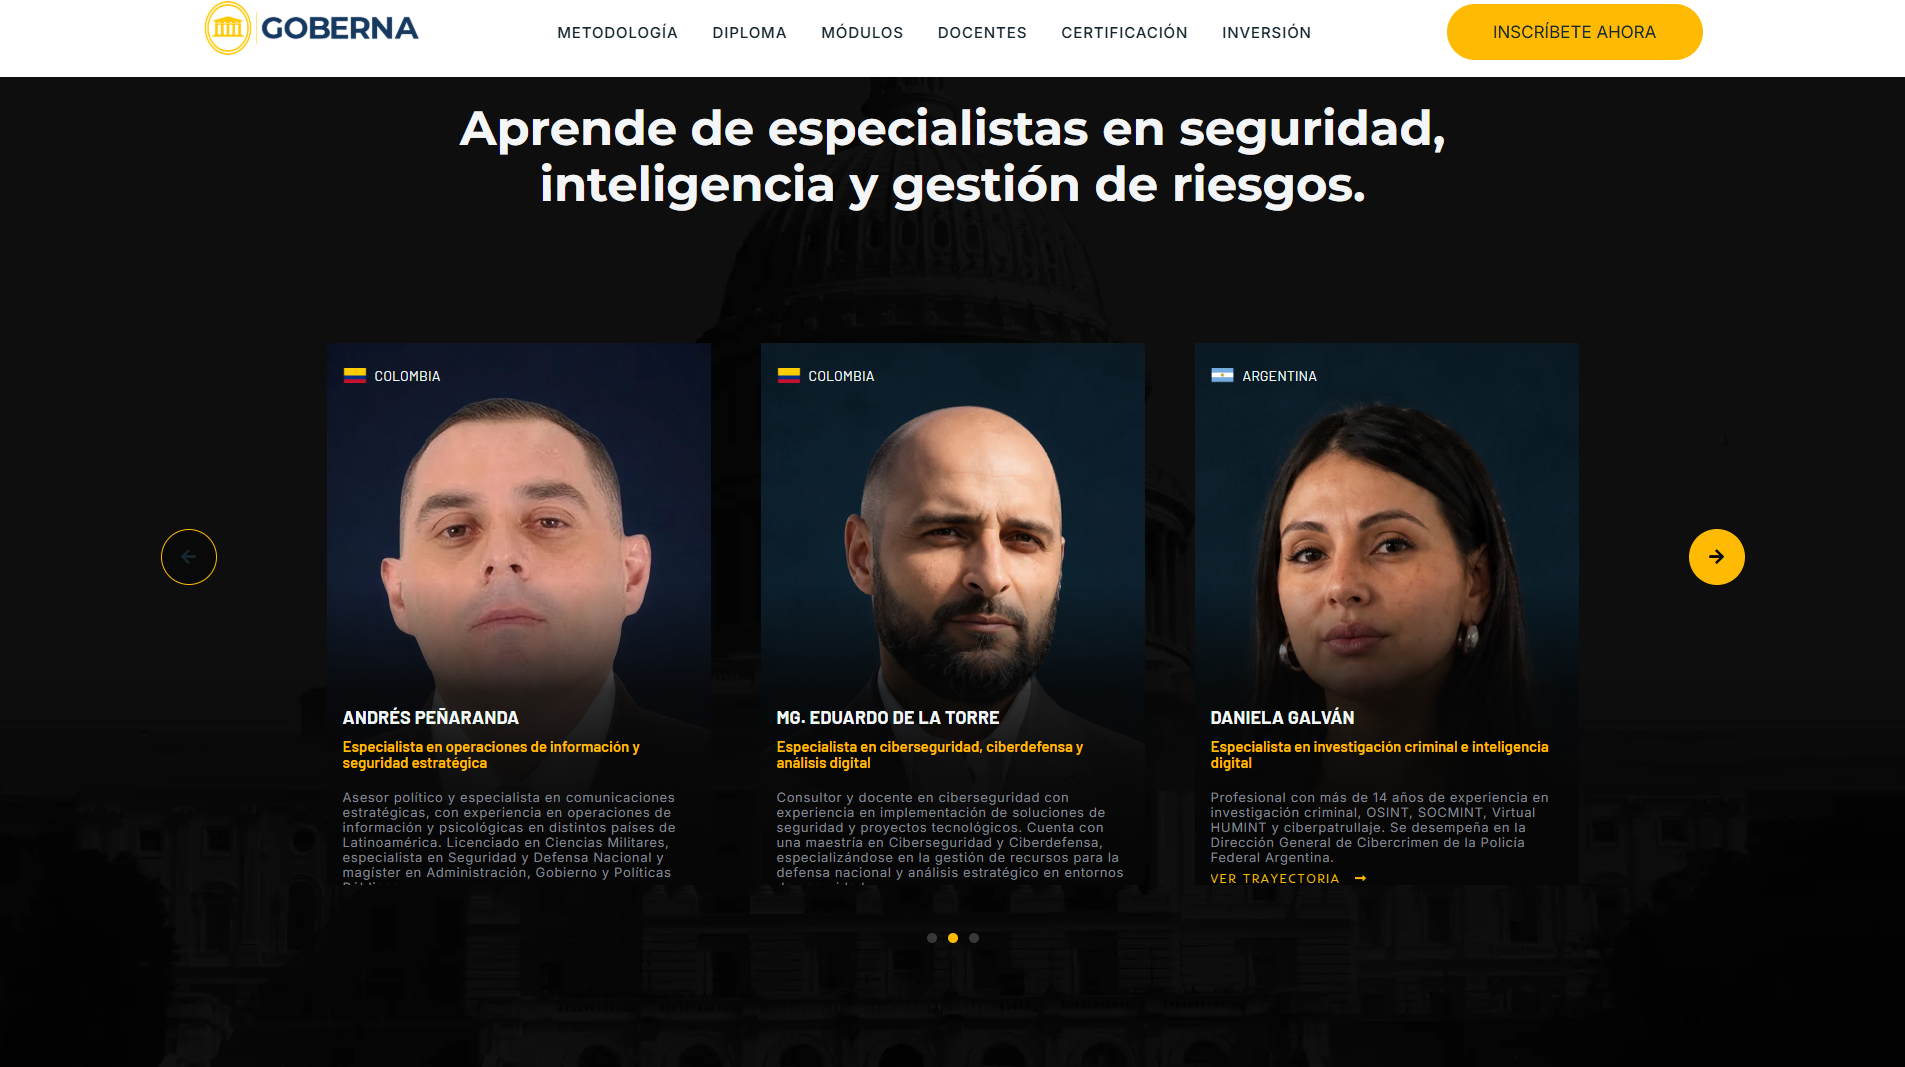 GOBERNA
METODOLOGÍA
DIPLOMA
MÓDULOS
DOCENTES
CERTIFICACIÓN
INVERSIÓN
INSCRÍBETE AHORA
Aprende de especialistas en seguridad,
inteligencia y gestión de riesgos.
COLOMBIA
ANDRÉS PEÑARANDA
Especialista en operaciones de información y
seguridad estratégica
Asesor político y especialista en comunicaciones
estratégicas, con experiencia en operaciones de
información y psicológicas en distintos países de
Latinoamérica. Licenciado en Ciencias Militares,
especialista en Seguridad y Defensa Nacional y
magíster en Administración, Gobierno y Políticas
COLOMBIA
MG. EDUARDO DE LA TORRE
Especialista en ciberseguridad, ciberdefensa y
análisis digital
Consultor y docente en ciberseguridad con
experiencia en implementación de soluciones de
seguridad y proyectos tecnológicos. Cuenta con
una maestría en Ciberseguridad y Ciberdefensa,
especializándose en la gestión de recursos para la
defensa nacional y análisis estratégico en entornos
ARGENTINA
DANIELA GALVÁN
Especialista en investigación criminal e inteligencia
digital
Profesional con más de 14 años de experiencia en
investigación criminal, OSINT, SOCMINT, Virtual
HUMINT y ciberpatrullaje. Se desempeña en la
Dirección General de Cibercrimen de la Policía
Federal Argentina.
VER TRAYECTORIA